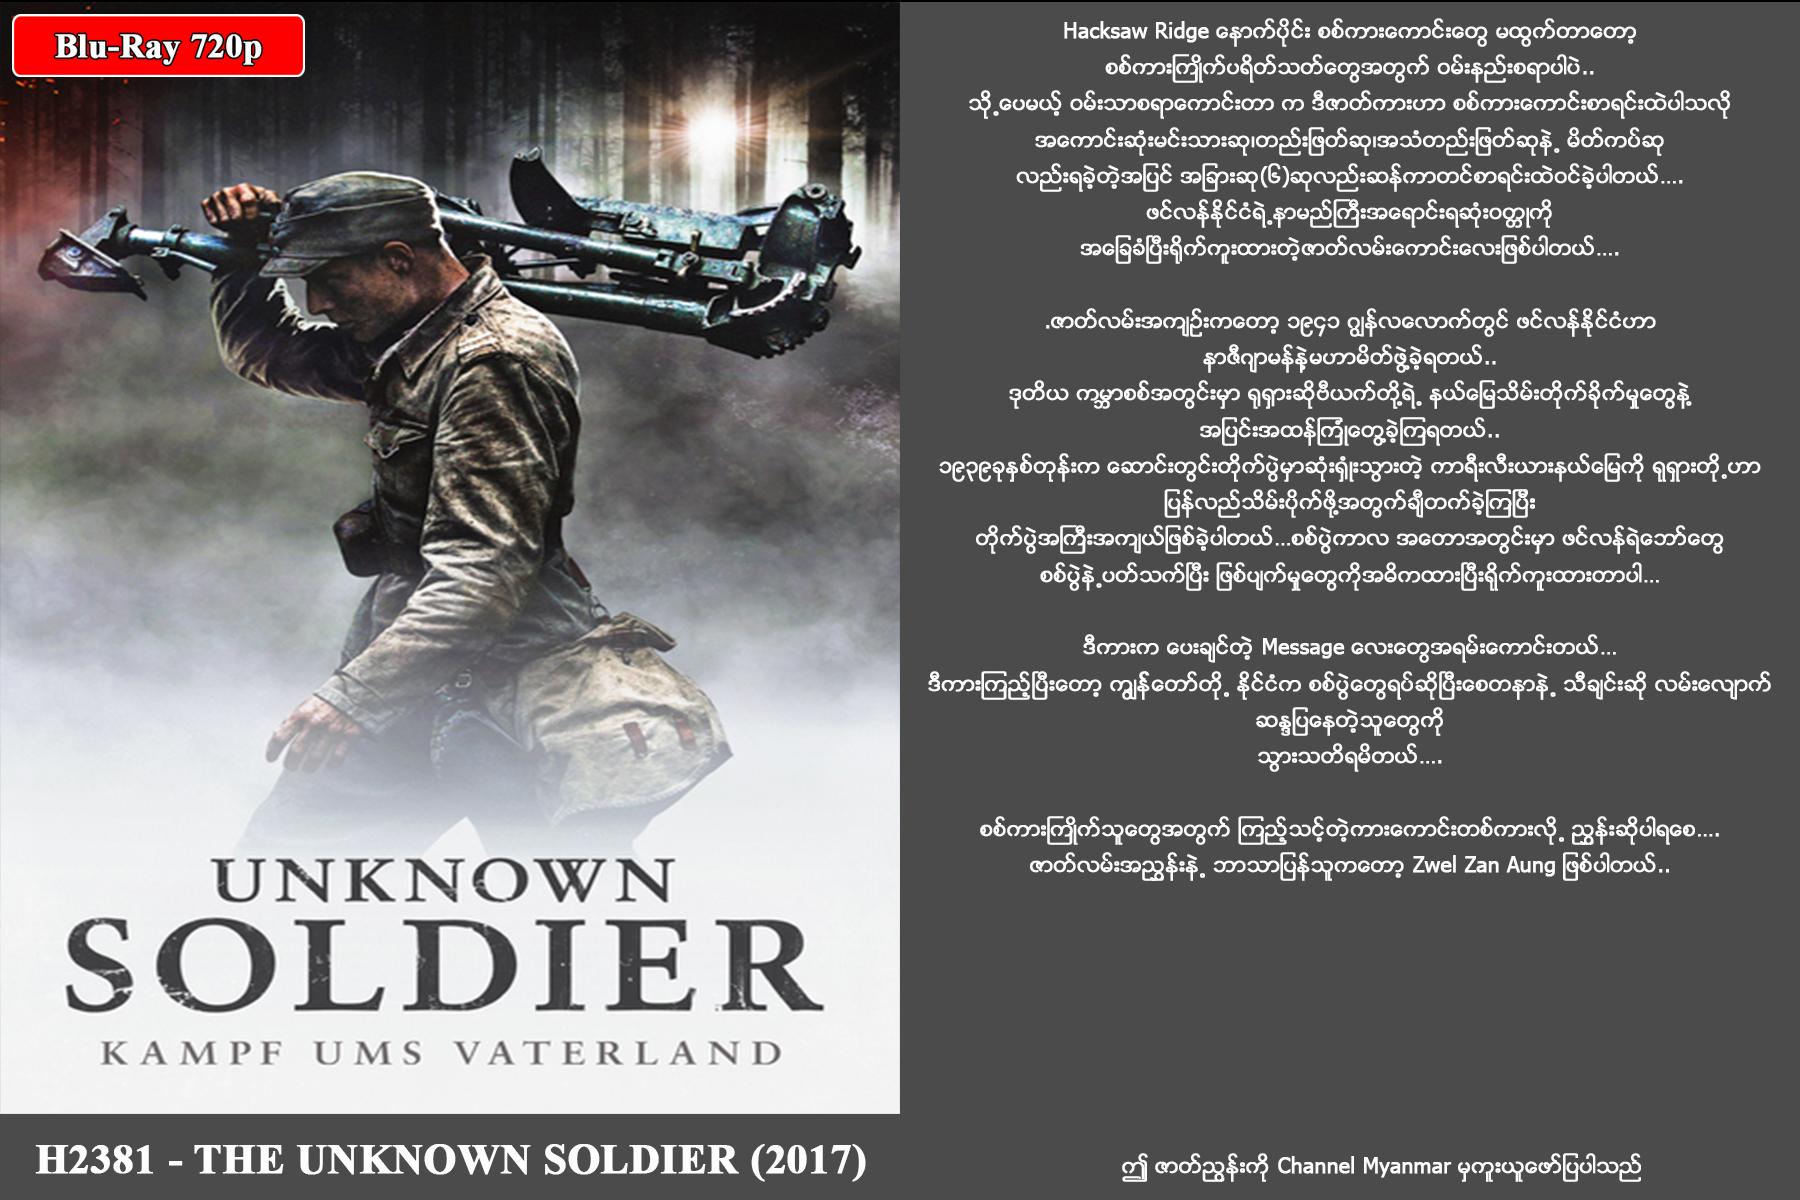 Blu-Ray 720p
UNKNOWN
SOLDIER
KAMPF UMS VATERLAND
H2381 - THE UNKNOWN SOLDIER (2017)
Hacksaw Ridge နောက်ပိုင်း စစ်ကားကောင်းတွေ မထွက်တာတော့
စစ်ကားကြိုက်ပရိတ်သတ်တွေအတွက် ဝမ်းနည်းစရာပါပဲ..
သို့ပေမယ့် ဝမ်းသာစရာကောင်းတာ က ဒီဇာတ်ကားဟာ စစ်ကားကောင်းစာရင်းထဲပါသလို
အကောင်းဆုံးမင်းသားဆု၊တည်းဖြတ်ဆု၊အသံတည်းဖြတ်ဆုနဲ့ မိတ်ကပ်ဆု
လည်းရခဲ့တဲ့အပြင် အခြားဆု(၆)ဆုလည်းဆန်ကာတင်စာရင်းထဲဝင်ခဲ့ပါတယ်....
ဖင်လန်နိုင်ငံရဲ့နာမည်ကြီးအရောင်းရဆုံးဝတ္ထုကို
အခြေခံပြီးရိုက်ကူးထားတဲ့ဇာတ်လမ်းကောင်းလေးဖြစ်ပါတယ်....
.ဇာတ်လမ်းအကျဉ်းကတော့ ၁၉၄၁ ဂျွန်လလောက်တွင် ဖင်လန်နိုင်ငံဟာ
နာဇီဂျာမန်နဲ့မဟာမိတ်ဖွဲ့ခဲ့ရတယ်..
ဒုတိယ ကမ္ဘာစစ်အတွင်းမှာ ရုရှားဆိုဗီယက်တို့ရဲ့ နယ်မြေသိမ်းတိုက်ခိုက်မှုတွေနဲ့
အပြင်းအထန်ကြုံတွေ့ခဲ့ကြရတယ်..
၁၉၃၉ခုနှစ်တုန်းက ဆောင်းတွင်းတိုက်ပွဲမှာဆုံးရှုံးသွားတဲ့ ကာရီးလီးယားနယ်မြေကို ရူရှားတို့ဟာ
ပြန်လည်သိမ်းပိုက်ဖို့အတွက်ချီတက်ခဲ့ကြပြီး
တိုက်ပွဲအကြီးအကျယ်ဖြစ်ခဲ့ပါတယ်...စစ်ပွဲကာလ အတောအတွင်းမှာ ဖင်လန်ရဲဘော်တွေ
စစ်ပွဲနဲ့ပတ်သက်ပြီး ဖြစ်ပျက်မှုတွေကိုအဓိကထားပြီးရိုက်ကူးထားတာပါ...
ဒီကားက ပေးချင်တဲ့ Message လေးတွေအရမ်းကောင်းတယ်...
ဒီကားကြည့်ပြီးတော့ ကျွန်တော်တို့ နိုင်ငံက စစ်ပွဲတွေရပ်ဆိုပြီးစေတနာနဲ့ သီချင်းဆို လမ်းလျောက်
ဆန္ဒပြနေတဲ့သူတွေကို
သွားသတိရမိတယ်....
စစ်ကားကြိုက်သူတွေအတွက် ကြည့်သင့်တဲ့ကားကောင်းတစ်ကားလို့ ညွှန်းဆိုပါရစေ....
ဇာတ်လမ်းအညွှန်းနဲ့ ဘာသာပြန်သူကတော့ Zwel Zan Aung ဖြစ်ပါတယ်..
ဤ ဇာတ်ညွှန်းကို Channel Myanmar မှကူးယူဖော်ပြပါသည်